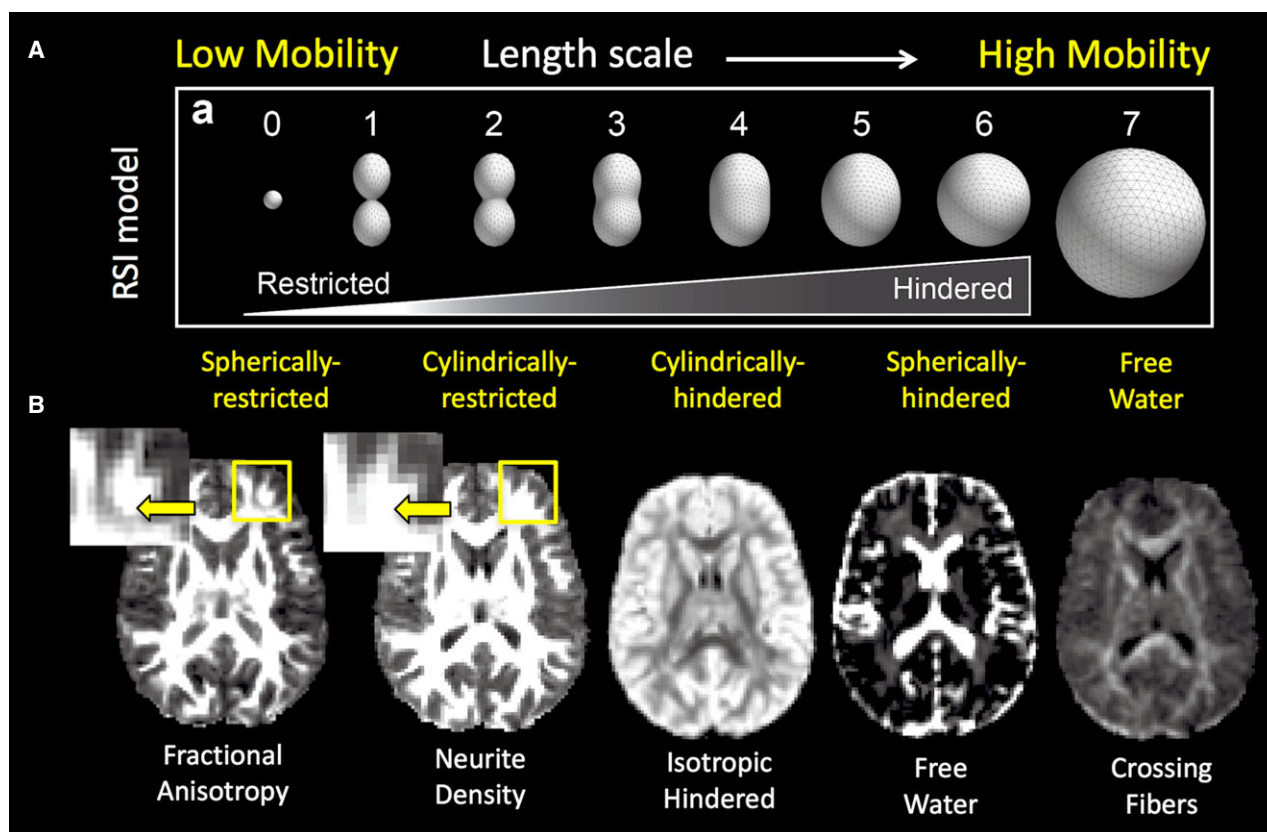 A
Low Mobility Length scale High Mobility
a 0 1 2 3 4 5 6 7
RSI model
Restricted Hindered
Spherically-
restricted
Cylindrically-
restricted
Cylindrically-
hindered
Spherically-
hindered
Free
Water
B
Fractional
Anisotropy
Neurite
Density
Isotropic
Hindered
Free
Water
Crossing
Fibers